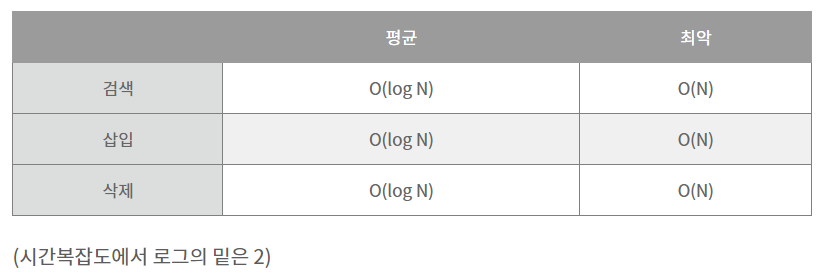 평균 최악
검색 O(log N) O(N)
삽입 O(log N) O(N)
삭제 O(log N) O(N)
(시간복잡도에서 로그의 밑은 2)